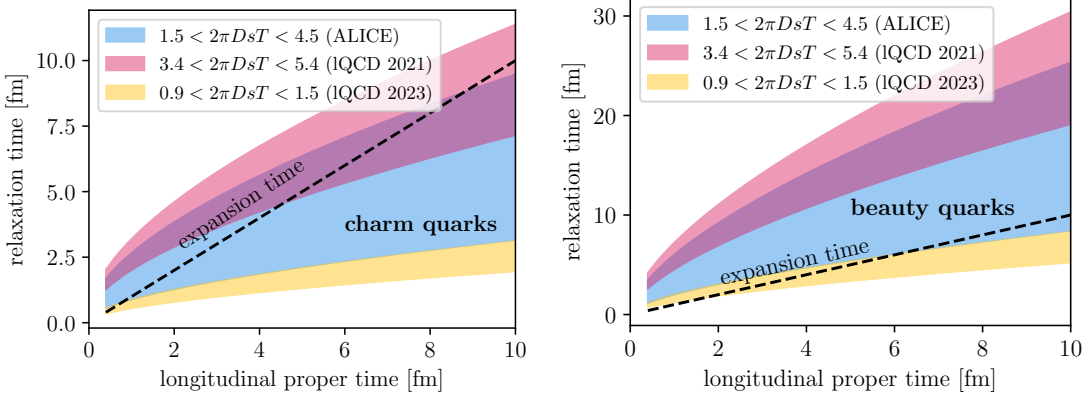 1.5 < 2πDsT < 4.5 (ALICE)
3.4 < 2πDsT < 5.4 (lQCD 2021)
0.9 < 2πDsT < 1.5 (lQCD 2023)
relaxation time [fm]
10.0
7.5
5.0
2.5
0.0
expansion time
charm quarks
0 2 4 6 8 10
longitudinal proper time [fm]
1.5 < 2πDsT < 4.5 (ALICE)
3.4 < 2πDsT < 5.4 (lQCD 2021)
0.9 < 2πDsT < 1.5 (lQCD 2023)
relaxation time [fm]
30
20
10
0
beauty quarks
expansion time
0 2 4 6 8 10
longitudinal proper time [fm]